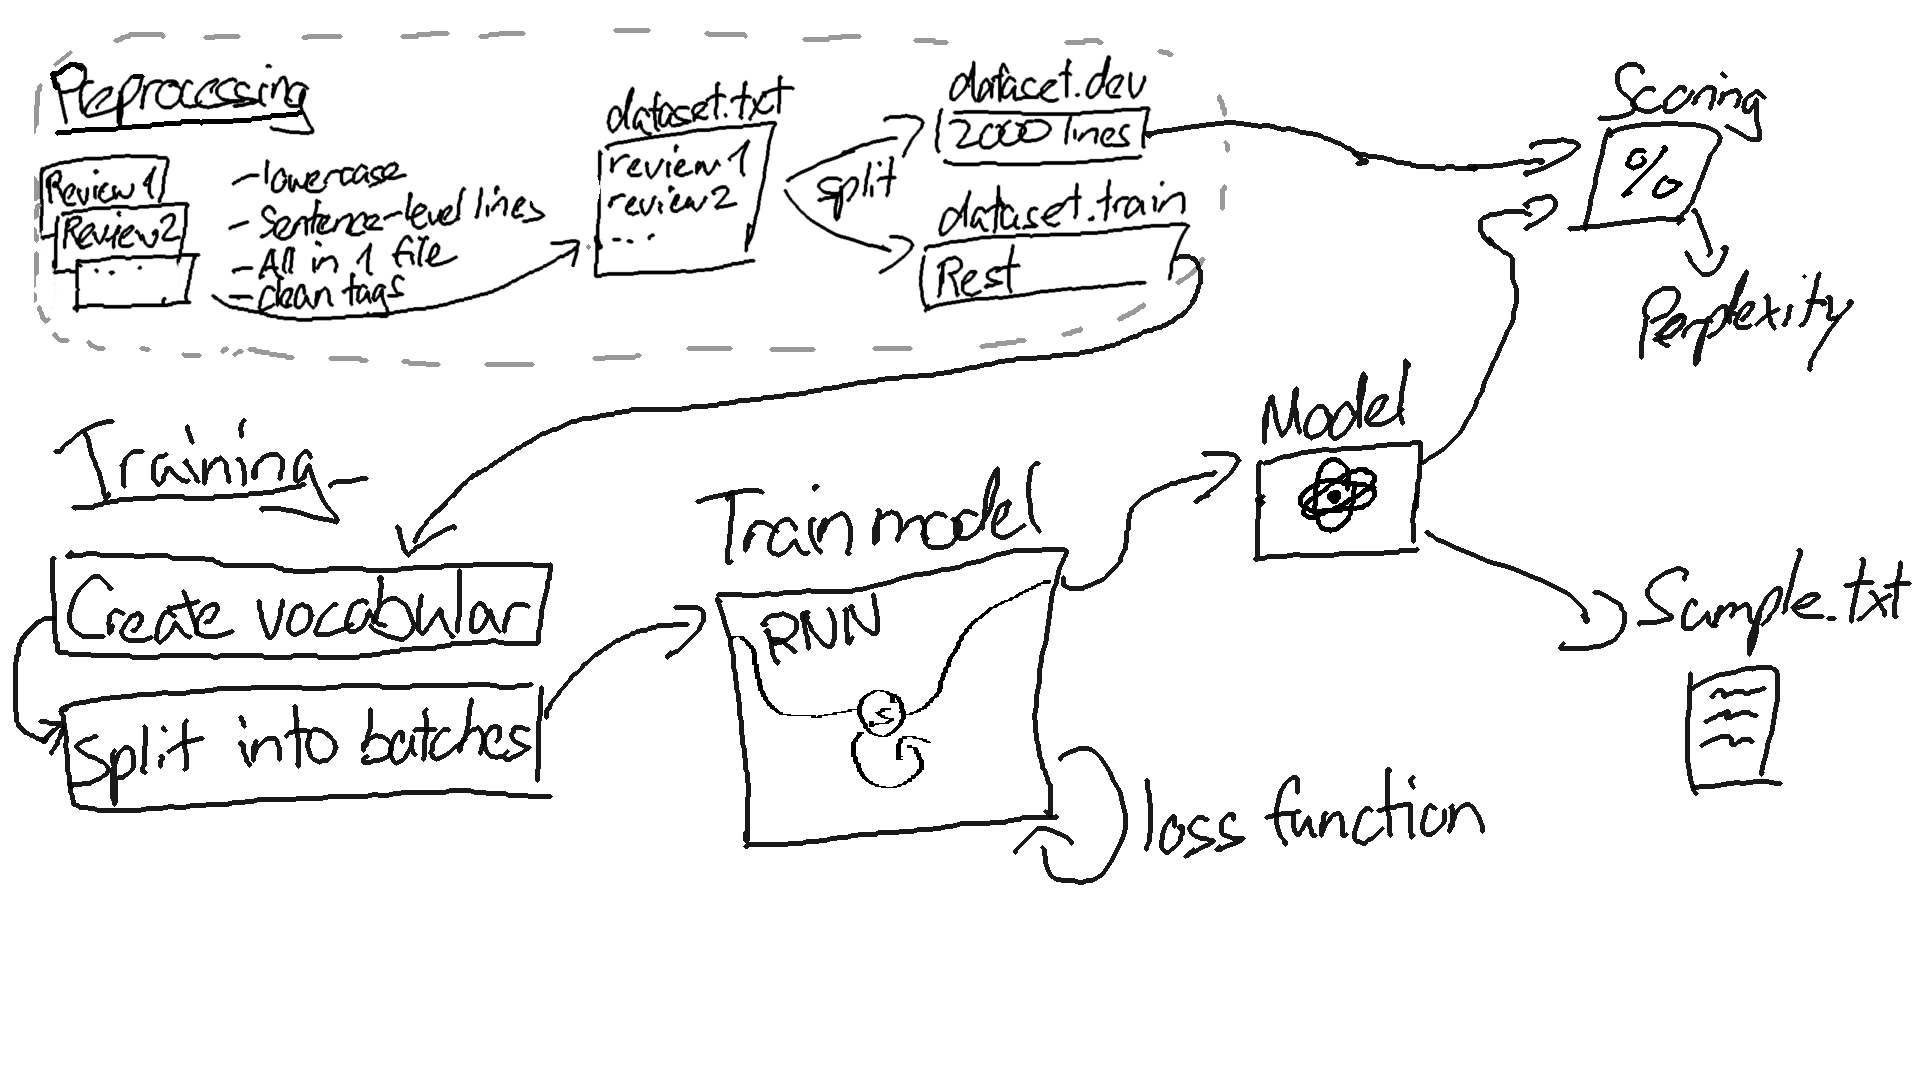 Preprocessing
Review 1
Review 2
...
- lowercase
- Sentence-level lines
- All in 1 file
- clean tags
dataset.txt
review 1
review 2
...
split
dataset.dev
2000 lines
dataset.train
Rest
Scoring
%
Perplexity
Training
Create vocabular
Split into batches
Train model
RNN
S
loss function
Model
Sample.txt